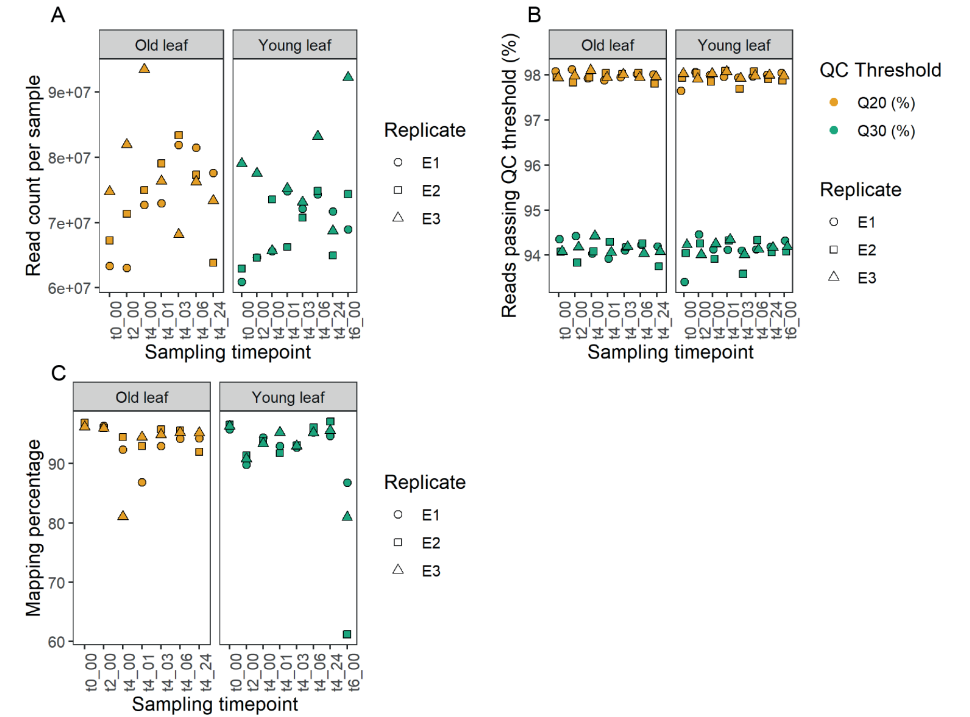 A
Old leaf Young leaf
9e+07
8e+07
7e+07
6e+07
Read count per sample
t0_00 t2_00 t4_00 t4_01 t4_03 t4_06 t4_24 t0_00 t2_00 t4_00 t4_01 t4_03 t4_06 t4_24 t6_00
Sampling timepoint
Replicate
E1
E2
E3
B
Old leaf Young leaf
98
97
96
95
94
Reads passing QC threshold (%)
t0_00 t2_00 t4_00 t4_01 t4_03 t4_06 t4_24 t0_00 t2_00 t4_00 t4_01 t4_03 t4_06 t4_24 t6_00
Sampling timepoint
QC Threshold
Q20 (%)
Q30 (%)
Replicate
E1
E2
E3
C
Old leaf Young leaf
90
80
70
60
Mapping percentage
t0_00 t2_00 t4_00 t4_01 t4_03 t4_06 t4_24 t0_00 t2_00 t4_00 t4_01 t4_03 t4_06 t4_24 t6_00
Sampling timepoint
Replicate
E1
E2
E3